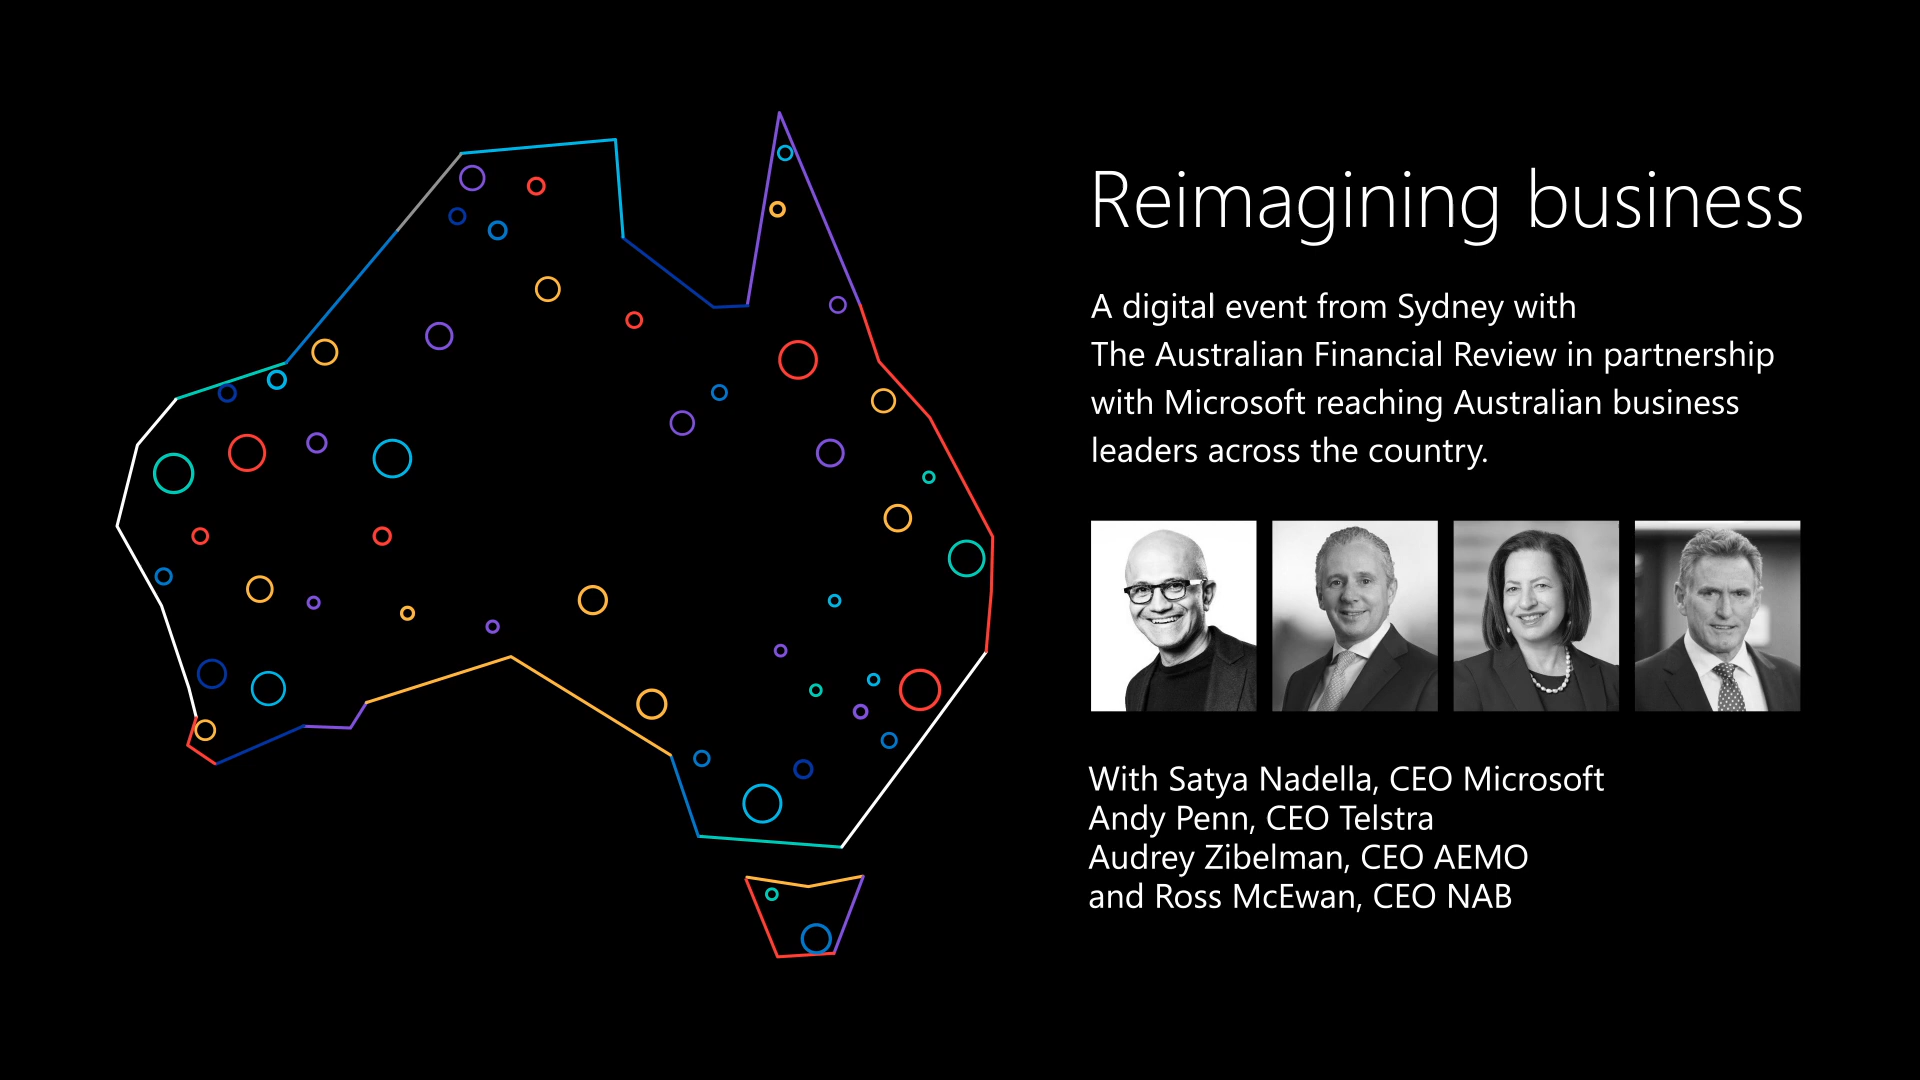 Reimagining business
A digital event from Sydney with
The Australian Financial Review in partnership
with Microsoft reaching Australian business
leaders across the country.
With Satya Nadella, CEO Microsoft
Andy Penn, CEO Telstra
Audrey Zibelman, CEO AEMO
and Ross McEwan, CEO NAB